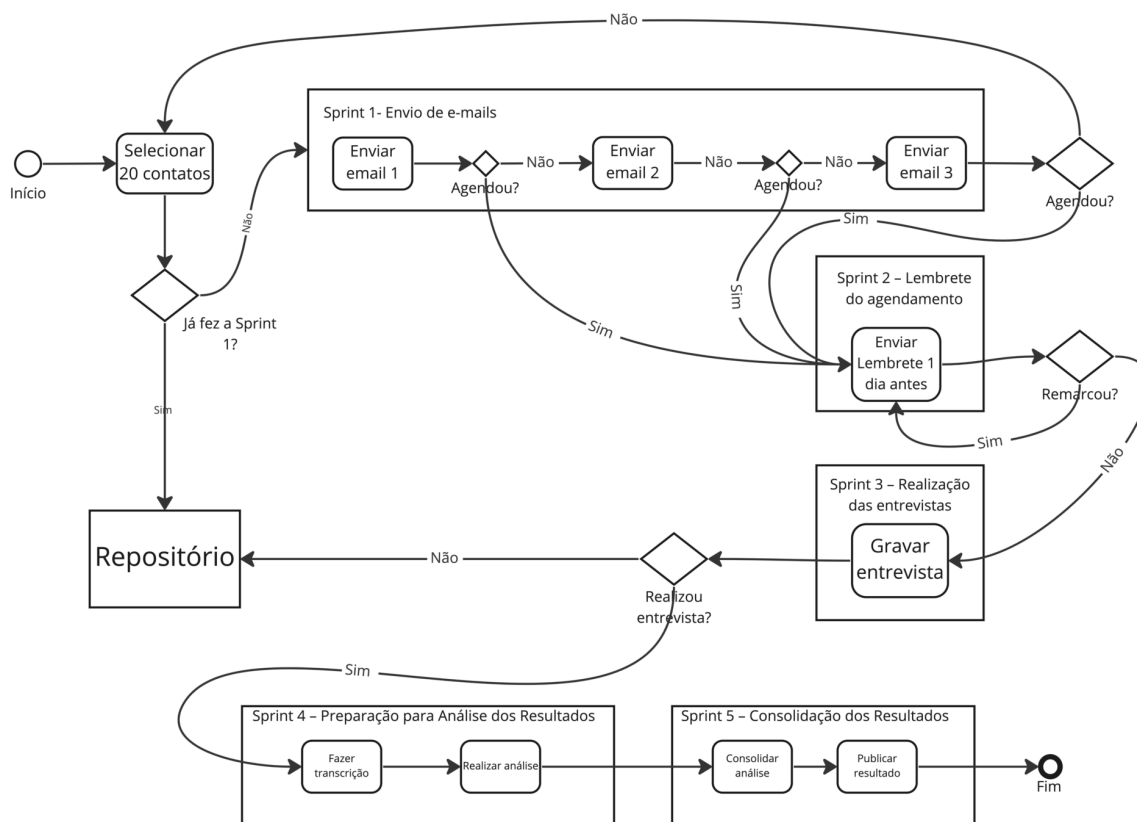 Não
Sprint 1- Envio de e-mails
Selecionar
20 contatos
Enviar
email 1
Não
Enviar
email 2
Não
Não
Enviar
email 3
Início
Agendou?
Agendou?
Agendou?
Não
Sim
Sprint 2 – Lembrete
do agendamento
Sim
Já fez a Sprint
1?
Sim
Enviar
Lembrete 1
dia antes
Remarcou?
Sim
Sim
Não
Sprint 3 – Realização
das entrevistas
Repositório
Não
Gravar
entrevista
Realizou
entrevista?
Sim
Sprint 4 – Preparação para Análise dos Resultados
Sprint 5 – Consolidação dos Resultados
Fazer
transcrição
Realizar análise
Consolidar
análise
Publicar
resultado
Fim